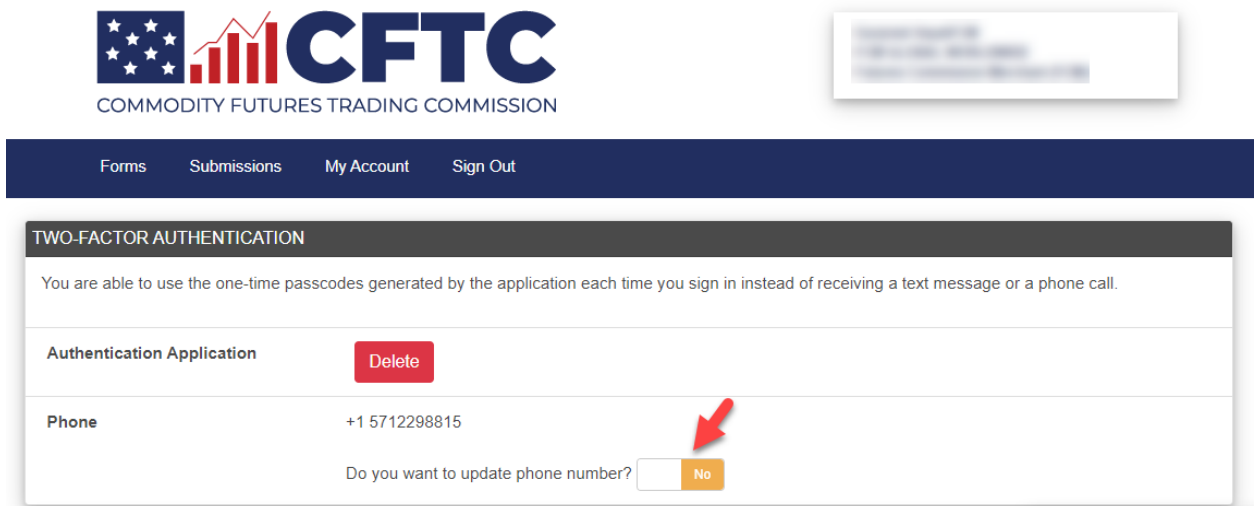 CFTC
COMMODITY FUTURES TRADING COMMISSION
Forms Submissions My Account Sign Out
TWO-FACTOR AUTHENTICATION
You are able to use the one-time passcodes generated by the application each time you sign in instead of receiving a text message or a phone call.
Authentication Application Delete
Phone +1 5712298815
Do you want to update phone number? No